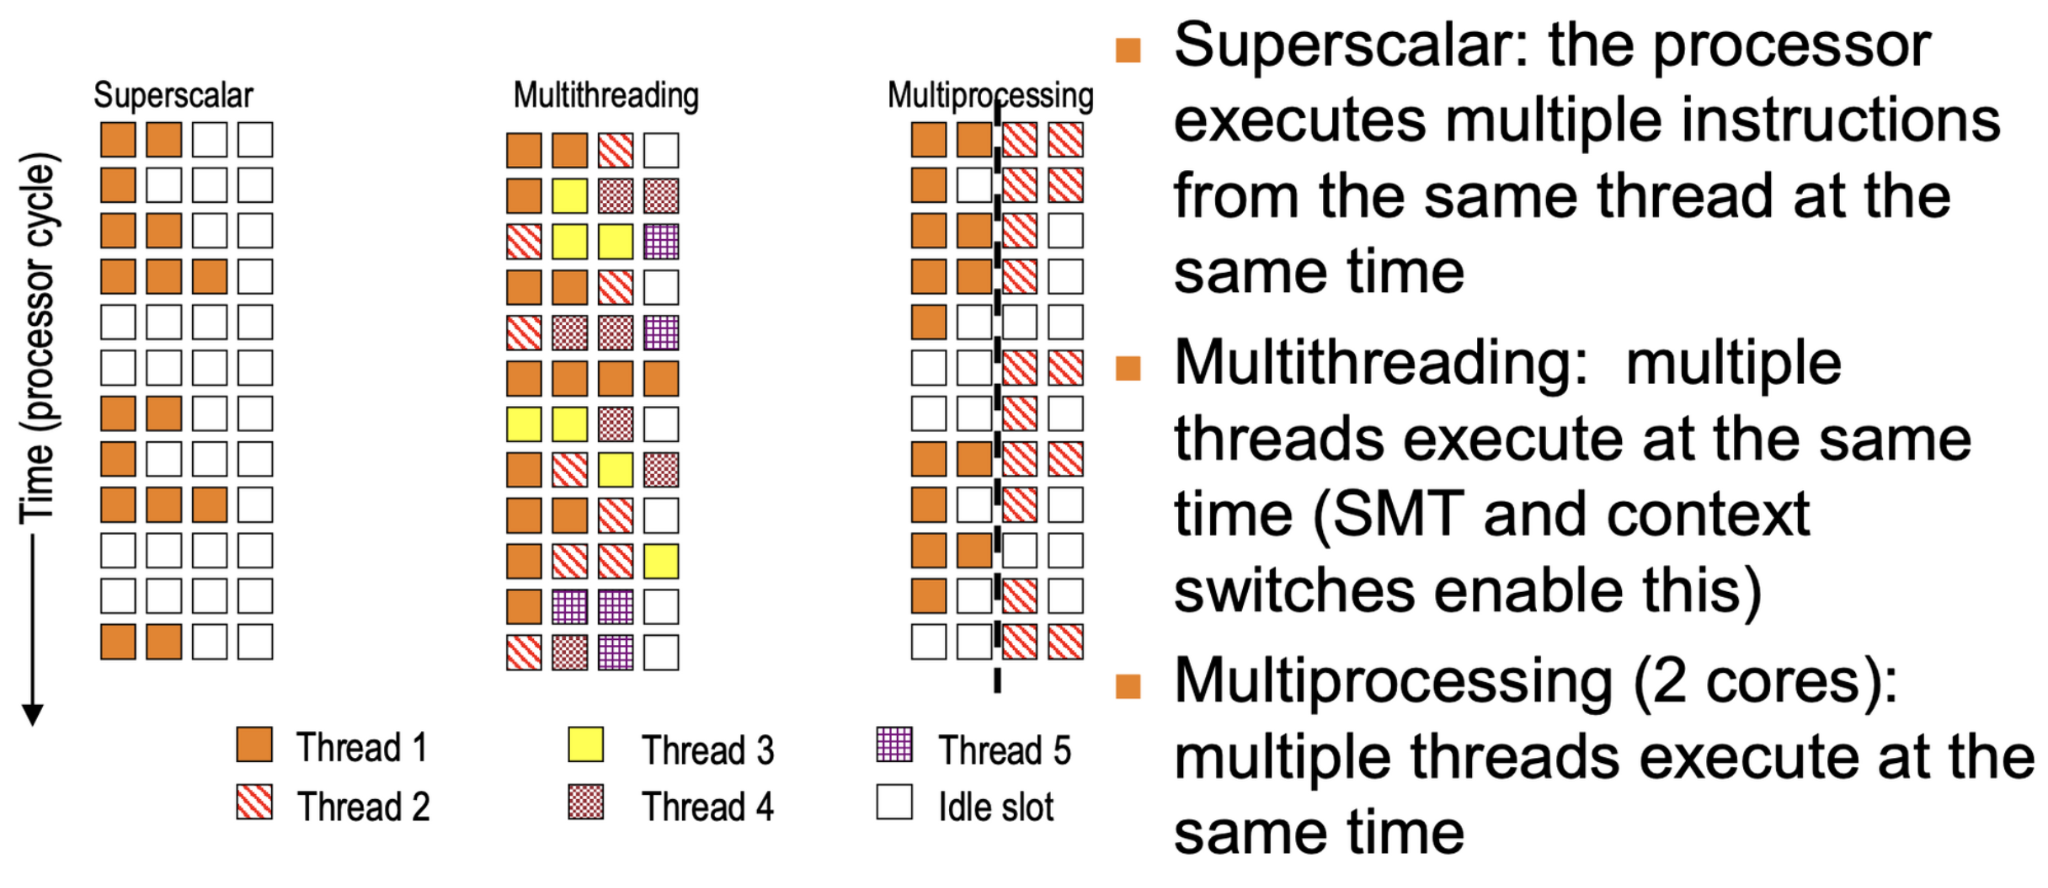 Superscalar
Multithreading
Multiprocessing
Time (processor cycle)
Thread 1
Thread 3
Thread 5
Thread 2
Thread 4
Idle slot
Superscalar: the processor
executes multiple instructions
from the same thread at the
same time
Multithreading: multiple
threads execute at the same
time (SMT and context
switches enable this)
Multiprocessing (2 cores):
multiple threads execute at the
same time